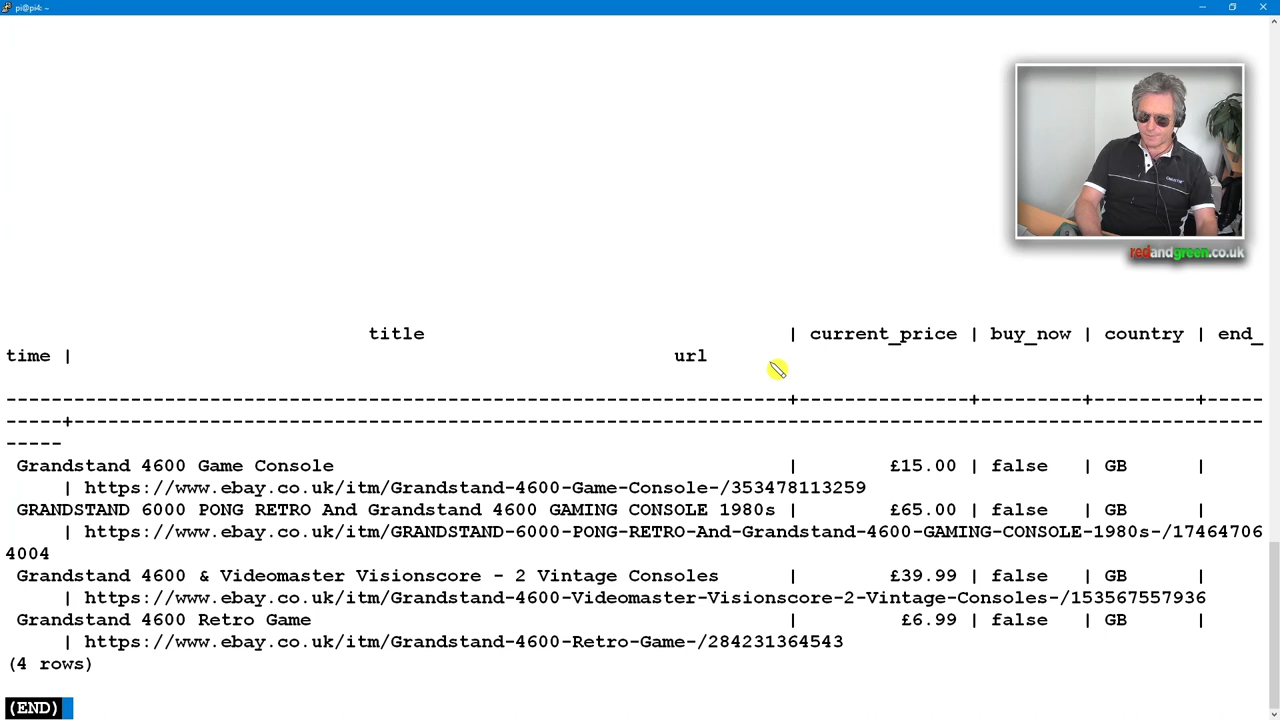 pi@pi4: ~
redandgreen.co.uk
title | current_price | buy_now | country | end_
time | url
-----------------------------------------------------------------------+---------------+---------+---------+-----
-----+---------------------------------------------------------------------------------------------------------
-----
Grandstand 4600 Game Console | £15.00 | false | GB |
| https://www.ebay.co.uk/itm/Grandstand-4600-Game-Console-/353478113259
GRANDSTAND 6000 PONG RETRO And Grandstand 4600 GAMING CONSOLE 1980s | £65.00 | false | GB |
| https://www.ebay.co.uk/itm/GRANDSTAND-6000-PONG-RETRO-And-Grandstand-4600-GAMING-CONSOLE-1980s-/17464706
4004
Grandstand 4600 & Videomaster Visionscore - 2 Vintage Consoles | £39.99 | false | GB |
| https://www.ebay.co.uk/itm/Grandstand-4600-Videomaster-Visionscore-2-Vintage-Consoles-/153567557936
Grandstand 4600 Retro Game | £6.99 | false | GB |
| https://www.ebay.co.uk/itm/Grandstand-4600-Retro-Game-/284231364543
(4 rows)
(END)